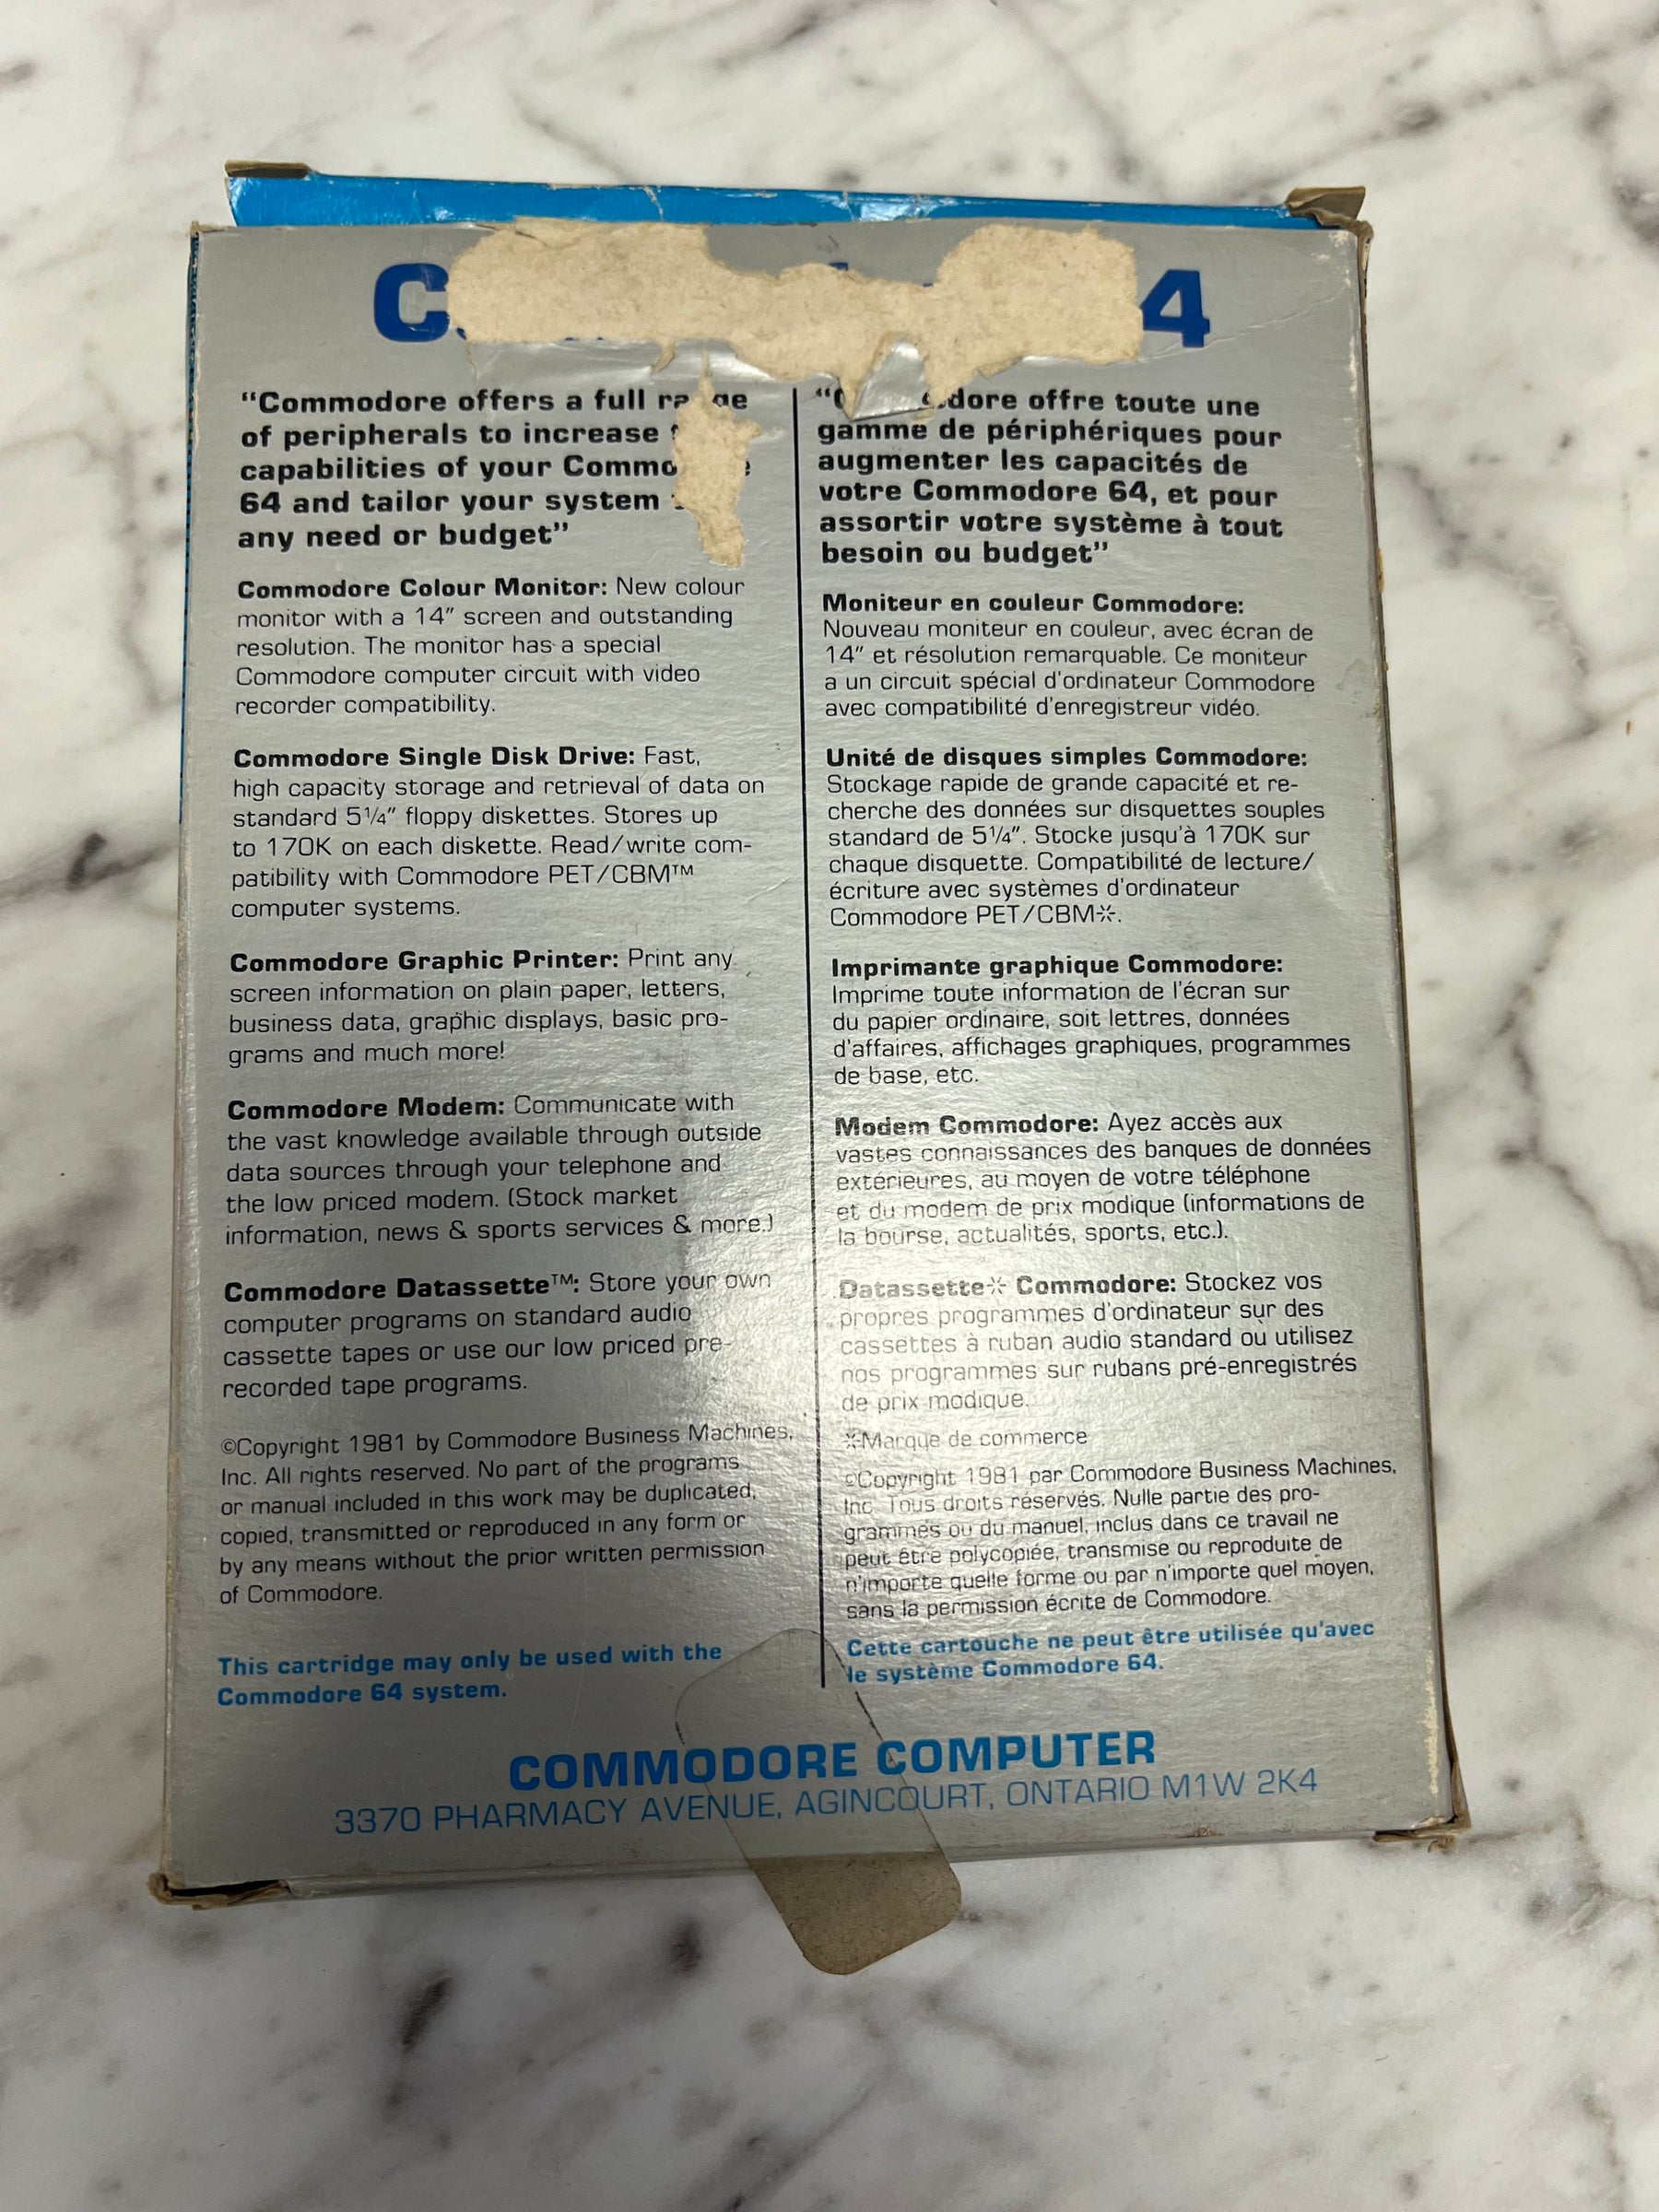 4
"Commodore offers a full
of peripherals to increase
capabilities of your
64 and tailor your system
any need or budget"
Commodore Colour Monitor: New colour
monitor with a 14" screen and outstanding
resolution. The monitor has a special
Commodore computer circuit with video
recorder compatibility.
Commodore Single Disk Drive: Fast,
high capacity storage and retrieval of data on
standard 5¼" floppy diskettes. Stores up
to 170K on each diskette. Read/write com-
patibility with Commodore PET/CBM™
computer systems.
Commodore Graphic Printer: Print any
screen information on plain paper, letters,
business data, graphic displays, basic pro-
grams and much more!
Commodore Modem: Communicate with
the vast knowledge available through outside
data sources through your telephone and
the low priced modem. (Stock market
information, news & sports services & more.)
Commodore Datassette™: Store your own
computer programs on standard audio
cassette tapes or use our low priced pre-
recorded tape programs.
©Copyright 1981 by Commodore Business Machines,
Inc. All rights reserved. No part of the programs
or manual included in this work may be duplicated,
copied, transmitted or reproduced in any form or
by any means without the prior written permission
of Commodore.
This cartridge may only be used with the
Commodore 64 system.
offre toute une
gamme de périphériques pour
augmenter les capacités de
votre Commodore 64, et pour
assortir votre système à tout
besoin ou budget"
Moniteur en couleur Commodore:
Nouveau moniteur en couleur, avec écran de
14" et résolution remarquable. Ce moniteur
a un circuit spécial d'ordinateur Commodore
avec compatibilité d'enregistreur vidéo.
Unité de disques simples Commodore:
Stockage rapide de grande capacité et re-
cherche des données sur disquettes souples
standard de 5¼". Stocke jusqu'à 170K sur
chaque disquette. Compatibilité de lecture/
écriture avec systèmes d'ordinateur
Commodore PET/CBM※.
Imprimante graphique Commodore:
Imprime toute information de l'écran sur
du papier ordinaire, soit lettres, données
d'affaires, affichages graphiques, programmes
de base, etc.
Modem Commodore: Ayez accès aux
vastes connaissances des banques de données
extérieures, au moyen de votre téléphone
et du modem de prix modique (informations de
la bourse, actualités, sports, etc.).
Datassette※ Commodore: Stockez vos
propres programmes d'ordinateur sur des
cassettes à ruban audio standard où utilisez
nos programmes sur rubans pré-enregistrés
de prix modique.
※Marque de commerce
©Copyright 1981 par Commodore Business Machines,
Inc. Tous droits réservés. Nulle partie des pro-
grammes ou du manuel, inclus dans ce travail ne
peut être polycopiée, transmise ou reproduite de
n'importe quelle forme ou par n'importe quel moyen,
sans la permission écrite de Commodore.
Cette cartouche ne peut être utilisée qu'avec
le système Commodore 64.
COMMODORE COMPUTER
3370 PHARMACY AVENUE, AGINCOURT, ONTARIO M1W 2K4